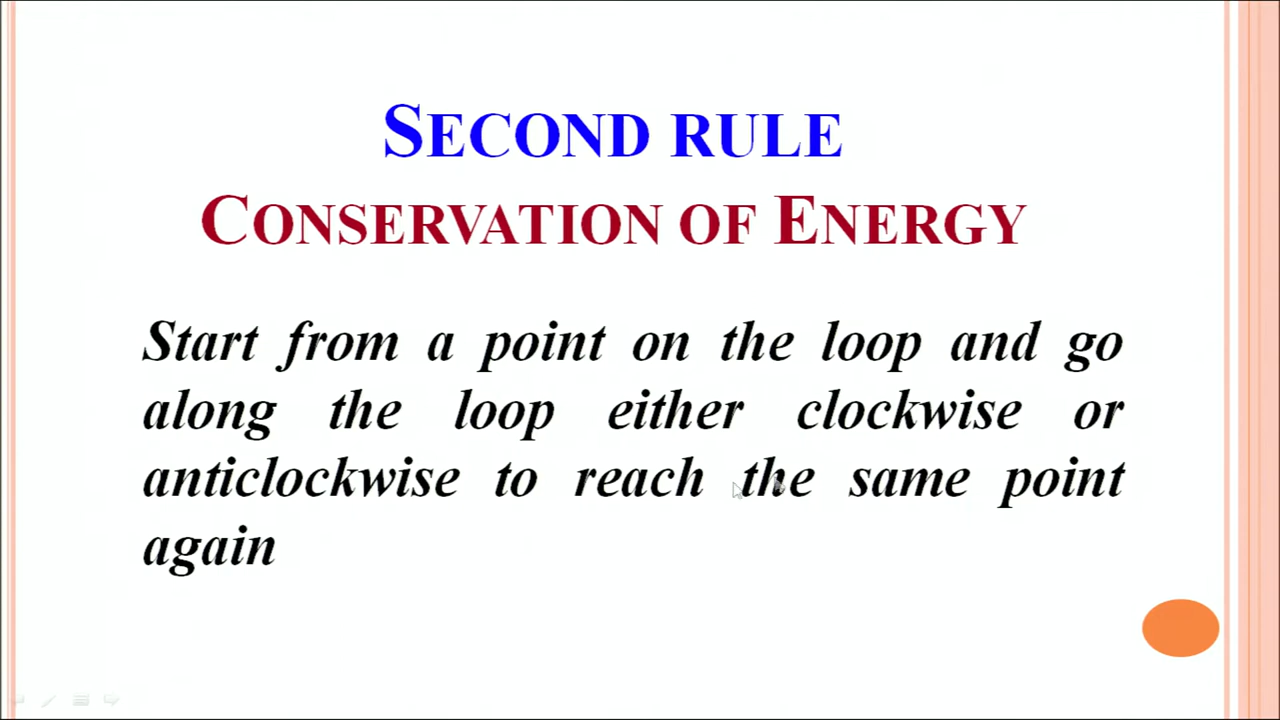 SECOND RULE
CONSERVATION OF ENERGY
Start from a point on the loop and go
along the loop either clockwise or
anticlockwise to reach the same point
again